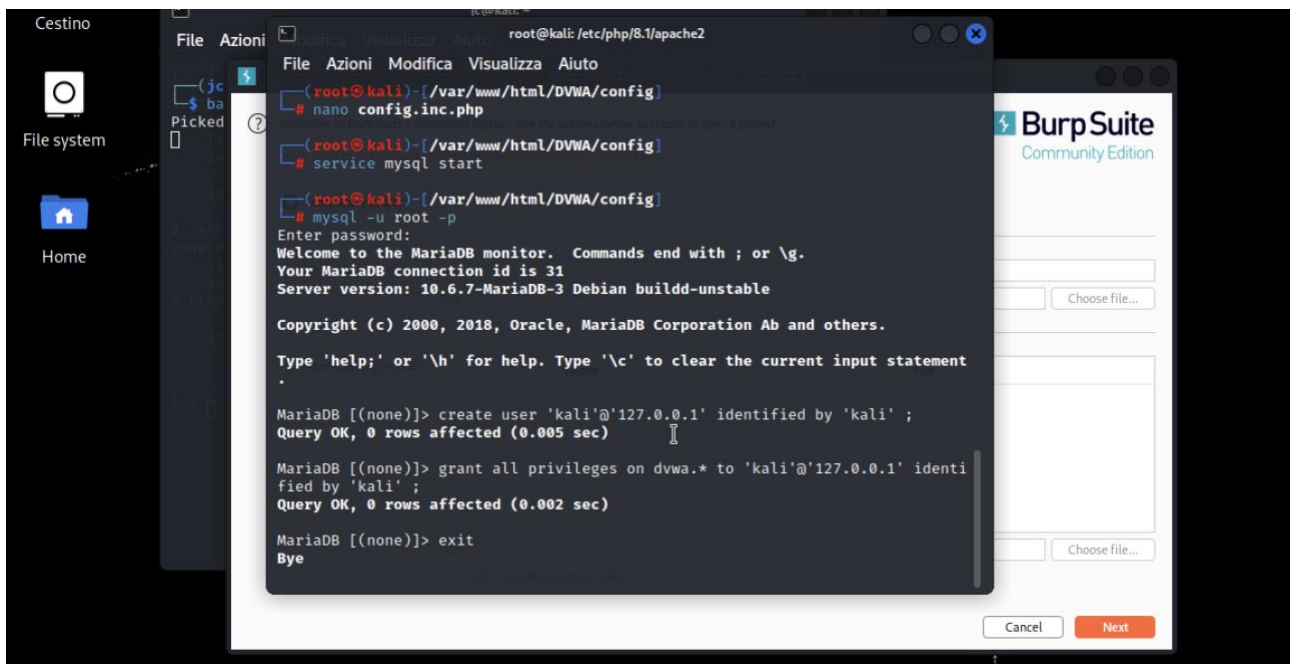 Cestino
File system
Home
jc@kali: ~
File Azioni Modifica Visualizza Aiuto
(jc
$ ba
Picked
root@kali: /etc/php/8.1/apache2
File Azioni Modifica Visualizza Aiuto
(root㉿kali)-[/var/www/html/DVWA/config]
# nano config.inc.php
(root㉿kali)-[/var/www/html/DVWA/config]
# service mysql start
(root㉿kali)-[/var/www/html/DVWA/config]
# mysql -u root -p
Enter password:
Welcome to the MariaDB monitor. Commands end with ; or \g.
Your MariaDB connection id is 31
Server version: 10.6.7-MariaDB-3 Debian buildd-unstable
Copyright (c) 2000, 2018, Oracle, MariaDB Corporation Ab and others.
Type 'help;' or '\h' for help. Type '\c' to clear the current input statement
.
MariaDB [(none)]> create user 'kali'@'127.0.0.1' identified by 'kali' ;
Query OK, 0 rows affected (0.005 sec)
MariaDB [(none)]> grant all privileges on dvwa.* to 'kali'@'127.0.0.1' identi
fied by 'kali' ;
Query OK, 0 rows affected (0.002 sec)
MariaDB [(none)]> exit
Bye
Burp Suite
Community Edition
Choose file...
Choose file...
Cancel
Next